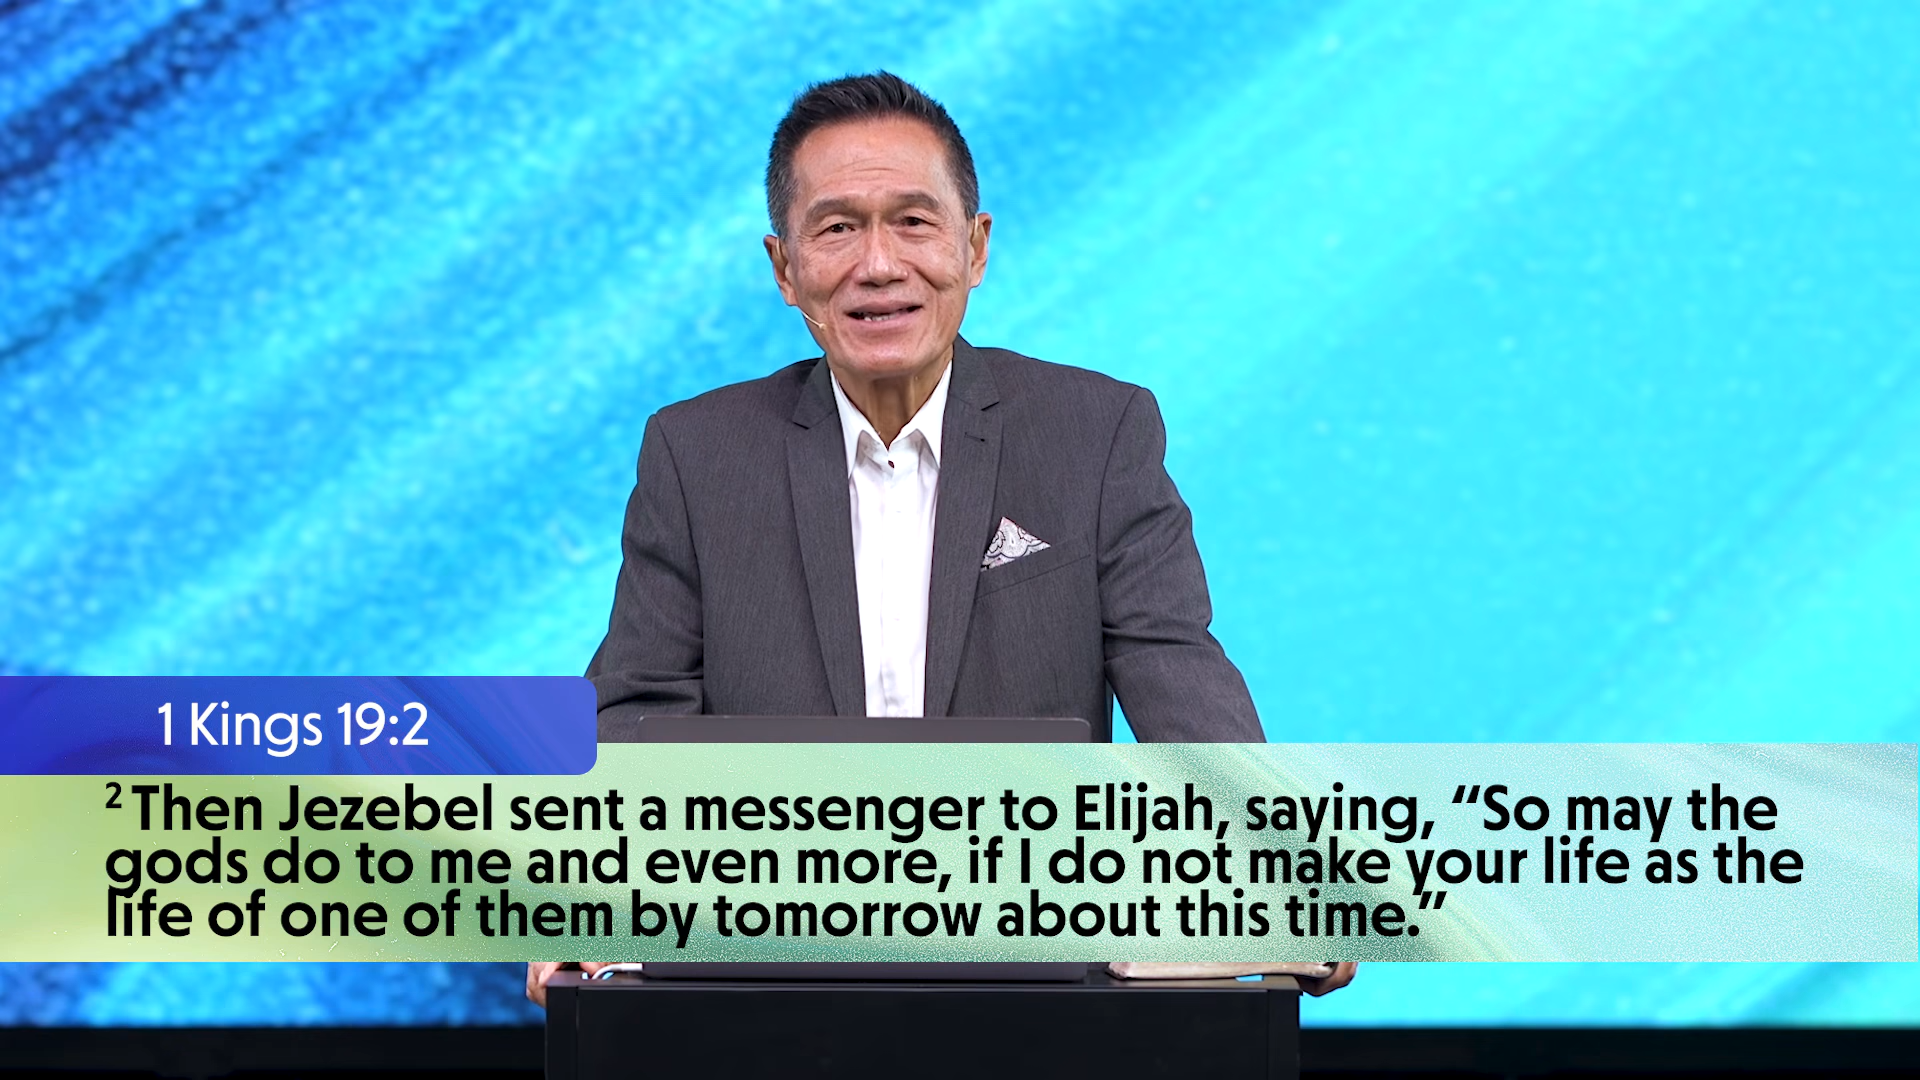 1 Kings 19:2
² Then Jezebel sent a messenger to Elijah, saying, “So may the
gods do to me and even more, if I do not make your life as the
life of one of them by tomorrow about this time.”